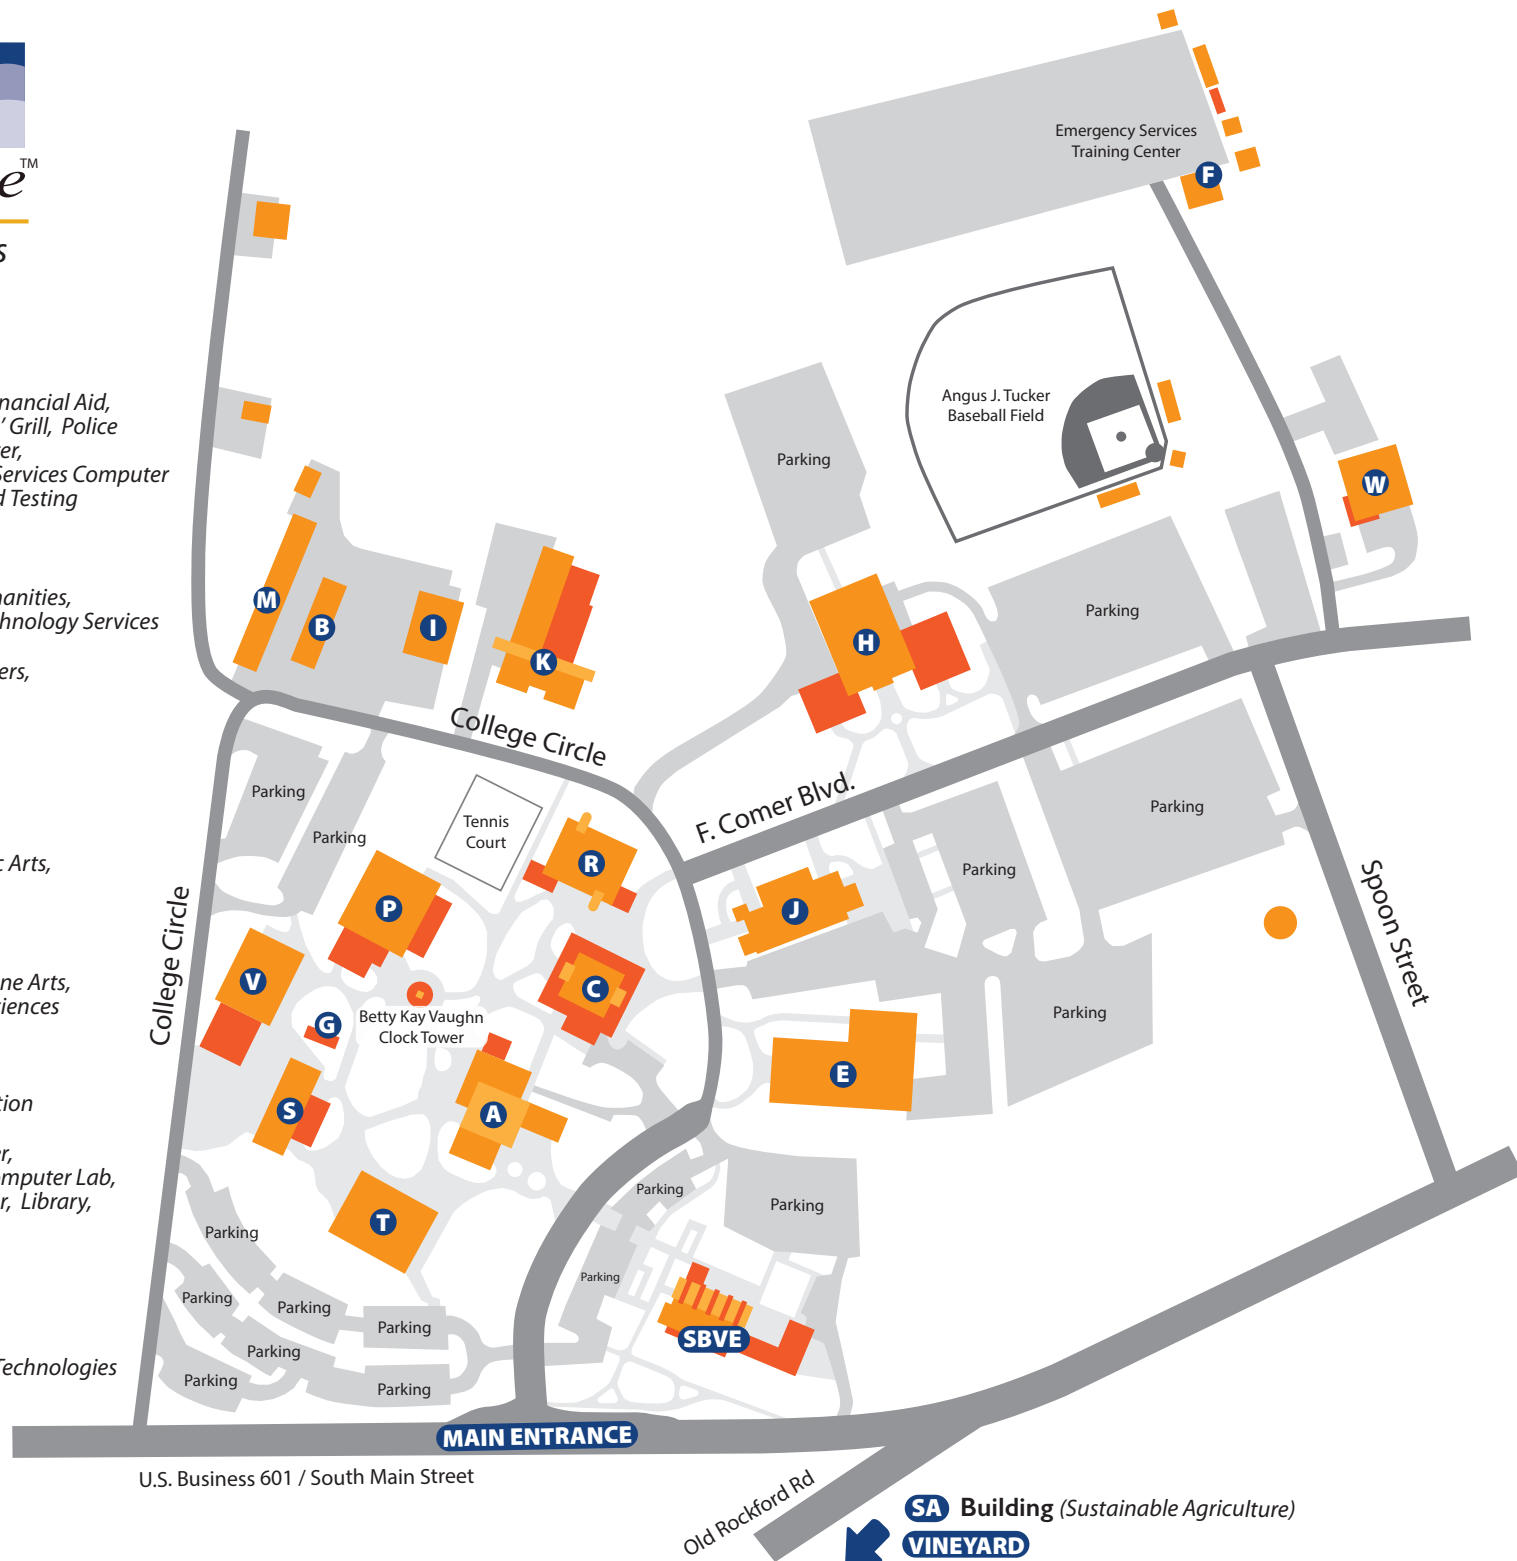 TM
e
s
nancial Aid,
' Grill, Police
er,
Services Computer
d Testing
manities,
hnology Services
ers,
c Arts,
ne Arts,
iences
tion
er,
mputer Lab,
r, Library,
Technologies
Emergency Services
Training Center
F
Angus J. Tucker
Baseball Field
Parking
W
M
B
I
K
H
Parking
College Circle
F. Comer Blvd.
Parking
Parking
Tennis
Court
Parking
Parking
R
P
J
College Circle
Spoon Street
V
C
G
Betty Kay Vaughn
Clock Tower
Parking
E
S
A
T
Parking
Parking
Parking
Parking
Parking
Parking
Parking
Parking
Parking
Parking
SBVE
MAIN ENTRANCE
U.S. Business 601 / South Main Street
Old Rockford Rd
SA Building (Sustainable Agriculture)
VINEYARD